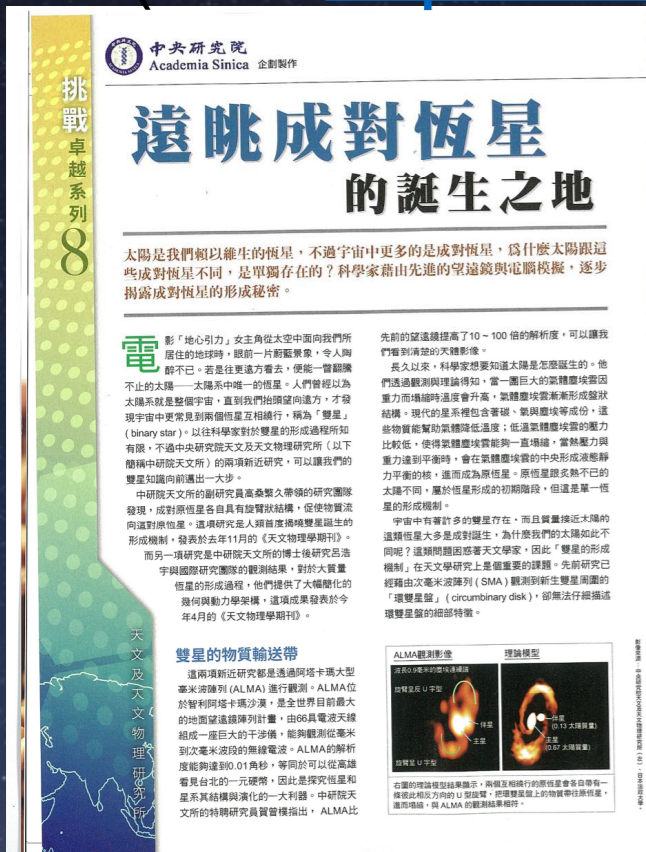 中央研究院
Academia Sinica 企劃製作
挑戰
卓越系列
8
遠眺成對恆星
的誕生之地
太陽是我們賴以維生的恆星,不過宇宙中更多的是成對恆星,為什麼太陽跟這
些成對恆星不同,是單獨存在的?科學家藉由先進的望遠鏡與電腦模擬,逐步
揭露成對恆星的形成秘密。
電影「地心引力」女主角從太空中面向我們所
居住的地球時,眼前一片蔚藍景象,令人陶
醉不已。若是往更遠方看去,便能一瞥翻騰
不止的太陽──太陽系中唯一的恆星。人們曾經以為
太陽系就是整個宇宙,直到我們抬頭望向遠方,才發
現宇宙中更常見到兩個恆星互相繞行,稱為「雙星」
(binary star)。以往科學家對於雙星的形成過程所知
有限,不過中央研究院天文及天文物理研究所(以下
簡稱中研院天文所)的兩項新近研究,可以讓我們的
雙星知識向前邁出一大步。
中研院天文所的副研究員高桑繁久帶領的研究團隊
發現,成對原恆星各自具有旋臂狀結構,促使物質流
向這對原恆星。這項研究是人類首度揭曉雙星誕生的
形成機制,發表於去年11月的《天文物理學期刊》。
而另一項研究是中研院天文所的博士後研究呂浩
宇與國際研究團隊的觀測結果,對於大質量
恆星的形成過程,他們提供了大幅簡化的
幾何與動力學架構,這項成果發表於今
年4月的《天文物理學期刊》。
雙星的物質輸送帶
這兩項新近研究都是透過阿塔卡瑪大型
毫米波陣列 (ALMA) 進行觀測。ALMA位
於智利阿塔卡瑪沙漠,是全世界目前最大
的地面望遠鏡陣列計畫,由66具電波天線
組成一座巨大的干涉儀,能夠觀測從毫米
到次毫米波段的無線電波。ALMA的解析
度能夠達到0.01角秒,等同於可以從高雄
看見台北的一元硬幣,因此是探究恆星和
星系其結構與演化的一大利器。中研院天
文所的特聘研究員賀曾樸指出,ALMA比
先前的望遠鏡提高了10~100 倍的解析度,可以讓我
們看到清楚的天體影像。
長久以來,科學家想要知道太陽是怎麼誕生的。他
們透過觀測與理論得知,當一團巨大的氣體塵埃雲因
重力而塌縮時溫度會升高,氣體塵埃雲漸漸形成盤狀
結構。現代的星系裡包含著碳、氧與塵埃等成份,這
些物質能幫助氣體降低溫度;低溫氣體塵埃雲的壓力
比較低,使得氣體塵埃雲能夠一直塌縮,當熱壓力與
重力達到平衡時,會在氣體塵埃雲的中央形成液態靜
力平衡的核,進而成為原恆星。原恆星跟炙熱不已的
太陽不同,屬於恆星形成的初期階段,但這是單一恆
星的形成機制。
宇宙中有著許多的雙星存在,而且質量接近太陽的
這類恆星大多是成對誕生,為什麼我們的太陽如此不
同呢?這類問題困惑著天文學家,因此「雙星的形成
機制」在天文學研究上是個重要的課題。先前研究已
經藉由次毫米波陣列 (SMA) 觀測到新生雙星周圍的
「環雙星盤」(circumbinary disk),卻無法仔細描述
環雙星盤的細部特徵。
ALMA觀測影像
理論模型
波長0.9毫米的塵埃連續譜
旋臂呈反 U 字型
伴星
主星
旋臂呈 U 字型
伴星
(0.13 太陽質量)
主星
(0.67 太陽質量)
右圖的理論模型結果顯示,兩個互相繞行的原恆星會各自帶有一
條彼此相反方向的 U 型旋臂,把環雙星盤上的物質帶往原恆星,
進而塌縮,與 ALMA 的觀測結果相符。
影像來源:中央研究院天文及天文物理研究所(左)、日本法政大學。
天文及天文物理研究所